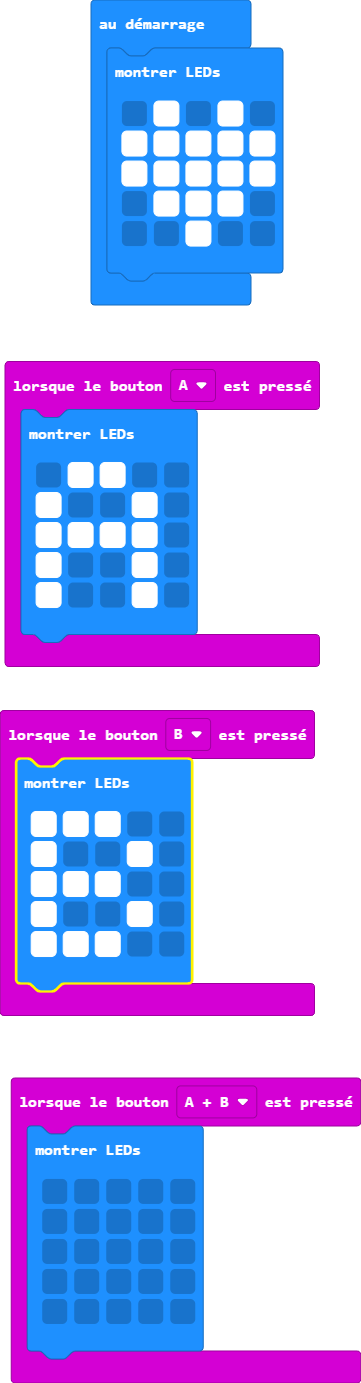 au démarrage
montrer LEDs
lorsque le bouton A est pressé
montrer LEDs
lorsque le bouton B est pressé
montrer LEDs
lorsque le bouton A + B est pressé
montrer LEDs